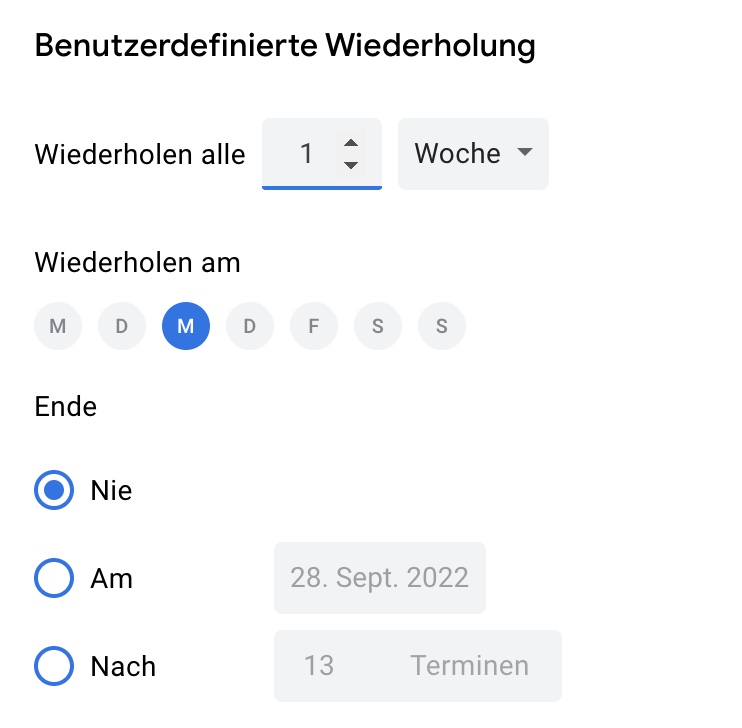 Benutzerdefinierte Wiederholung
Wiederholen alle 1 Woche
Wiederholen am
M D M D F S S
Ende
Nie
Am 28. Sept. 2022
Nach 13 Terminen